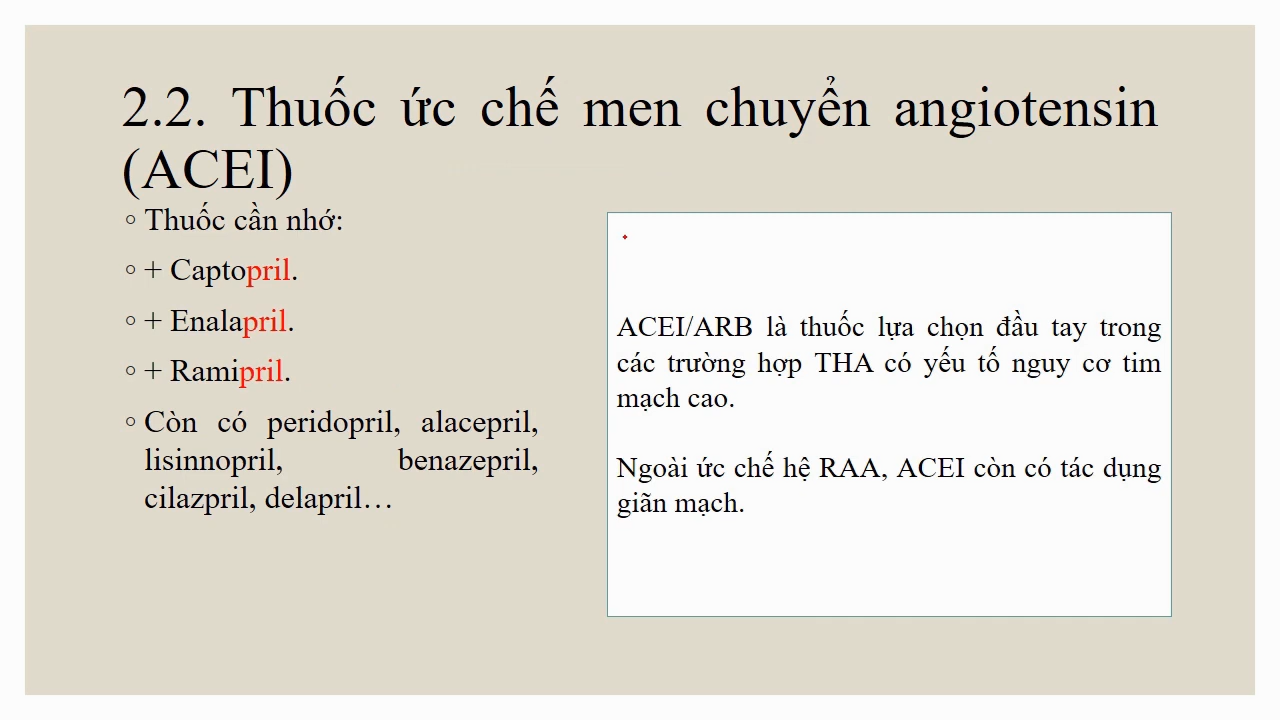 2.2. Thuốc ức chế men chuyển angiotensin
(ACEI)
◦ Thuốc cần nhớ:
◦ + Captopril.
◦ + Enalapril.
◦ + Ramipril.
◦ Còn có peridopril, alacepril,
lisinnopril, benazepril,
cilazpril, delapril…
ACEI/ARB là thuốc lựa chọn đầu tay trong
các trường hợp THA có yếu tố nguy cơ tim
mạch cao.
Ngoài ức chế hệ RAA, ACEI còn có tác dụng
giãn mạch.